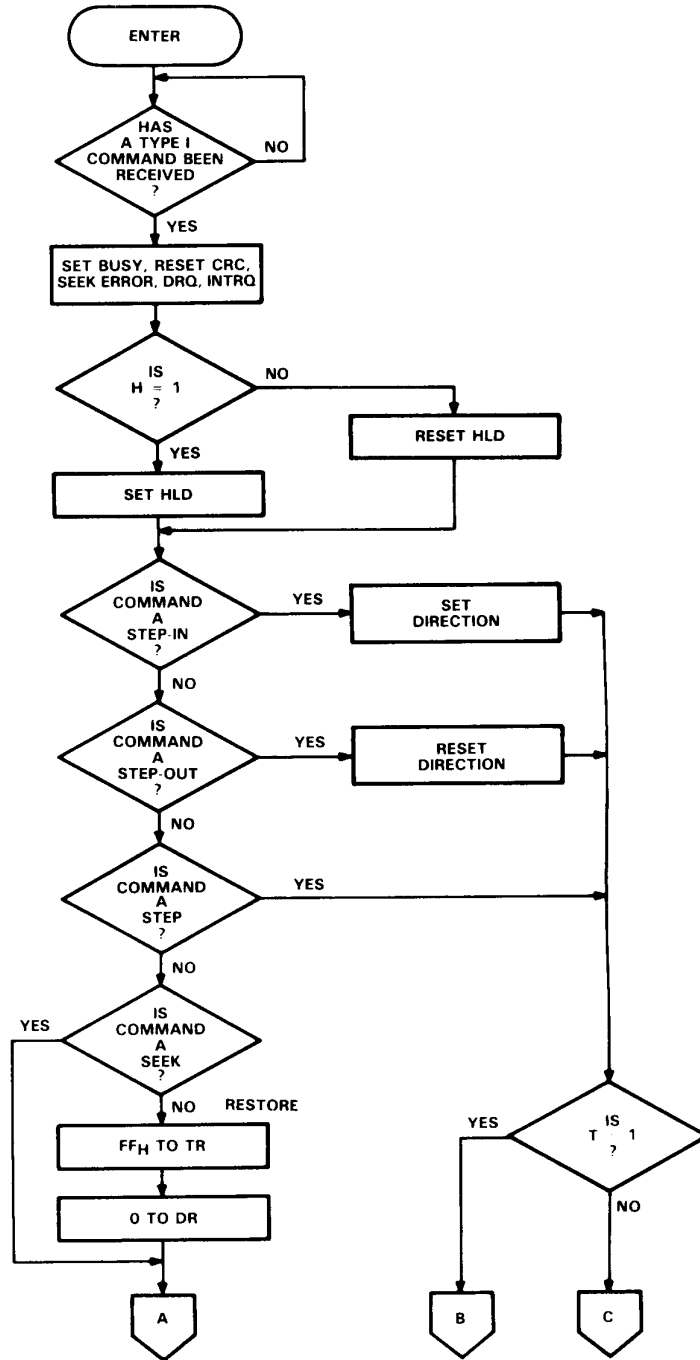 ENTER
HAS
A TYPE I
COMMAND BEEN
RECEIVED
?
NO
YES
SET BUSY, RESET CRC,
SEEK ERROR, DRQ, INTRQ
IS
H = 1
?
NO
YES
RESET HLD
SET HLD
IS
COMMAND
A
STEP-IN
?
YES
SET
DIRECTION
NO
IS
COMMAND
A
STEP-OUT
?
YES
RESET
DIRECTION
NO
IS
COMMAND
A
STEP
?
YES
NO
IS
COMMAND
A
SEEK
?
YES
NO
RESTORE
FFH TO TR
0 TO DR
IS
T 1
?
YES
NO
A
B
C